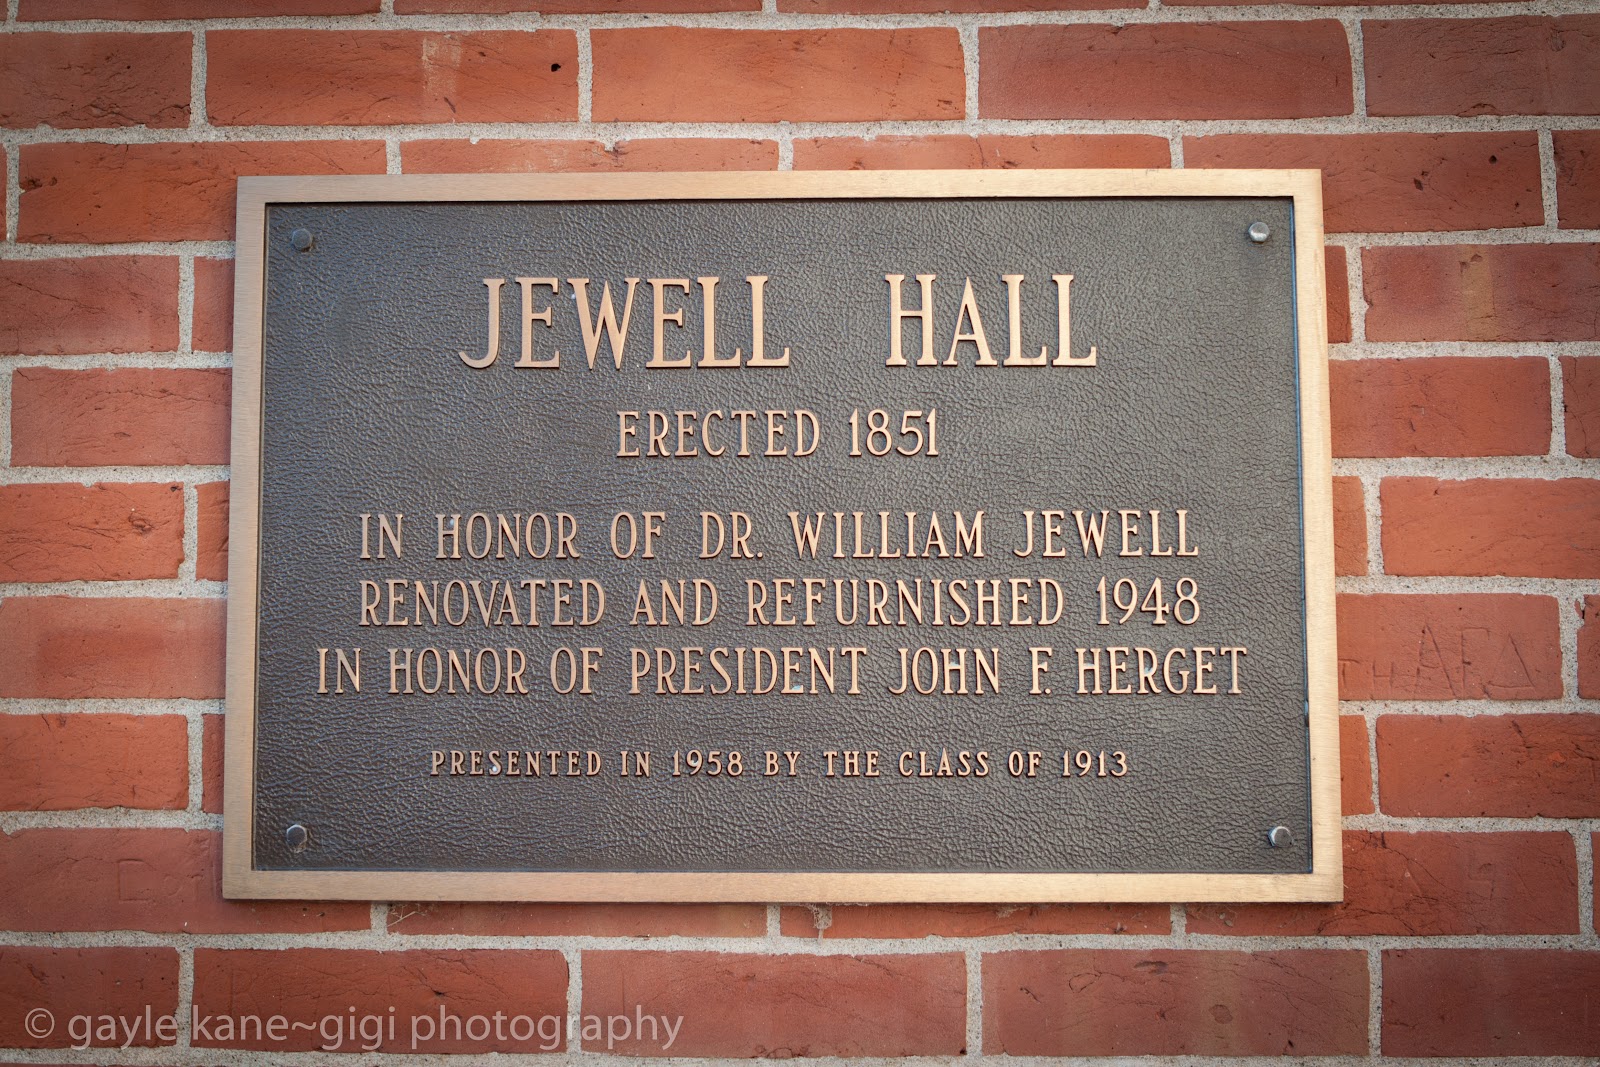 JEWELL HALL
ERECTED 1851
IN HONOR OF DR. WILLIAM JEWELL
RENOVATED AND REFURNISHED 1948
IN HONOR OF PRESIDENT JOHN F. HERGET
PRESENTED IN 1958 BY THE CLASS OF 1913
© gayle kane~gigi photography